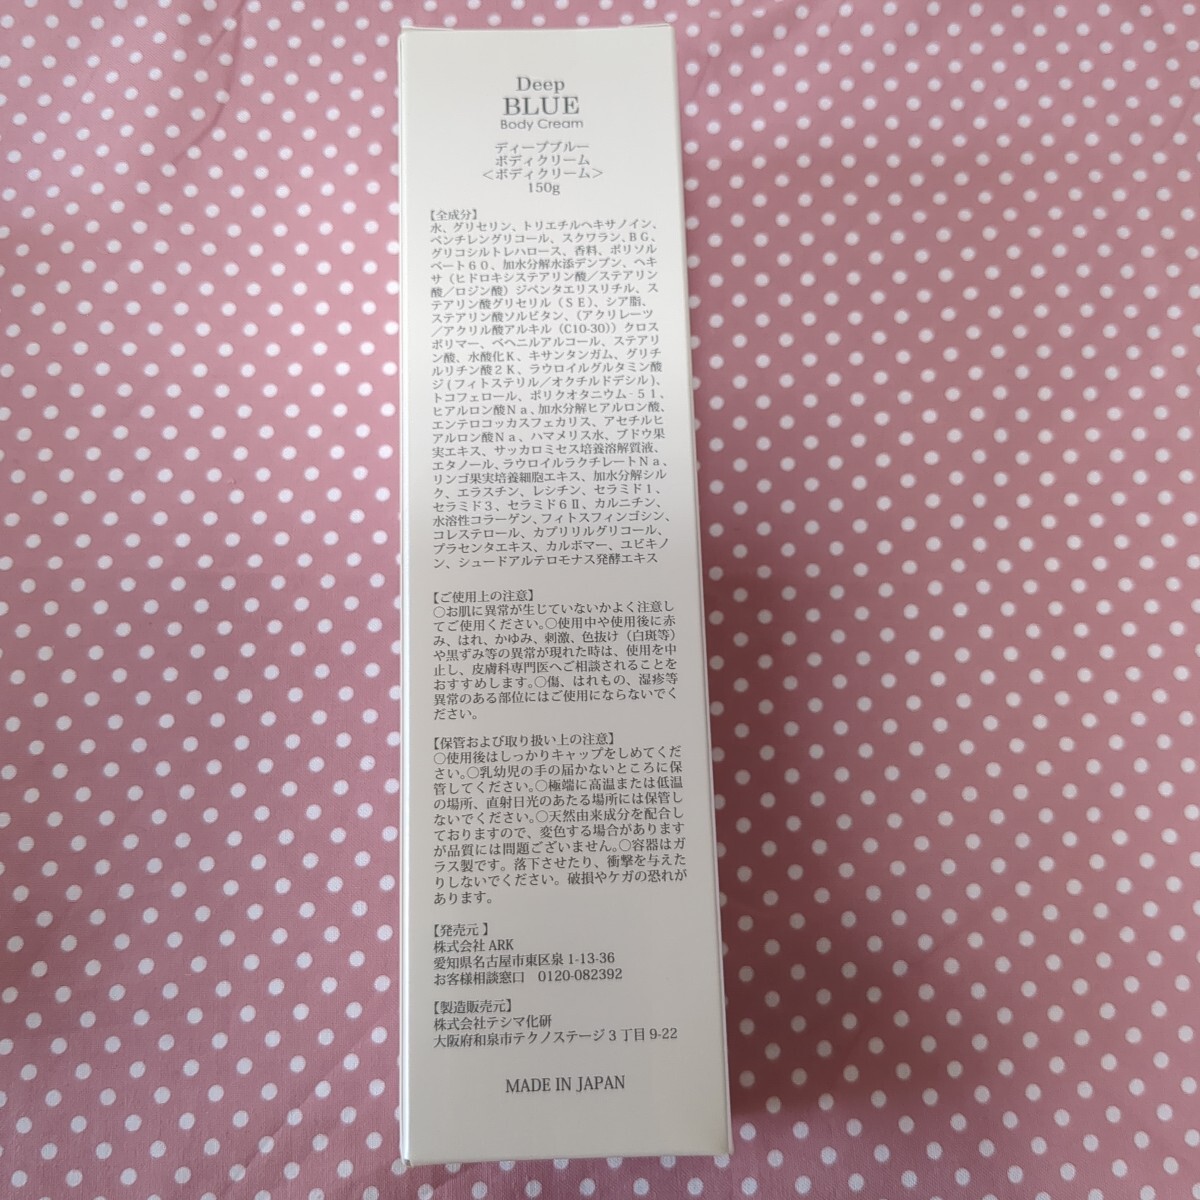 Deep
BLUE
Body Cream
ディープブルー
ボディクリーム
＜ボディクリーム＞
150g
【全成分】
水、グリセリン、トリエチルヘキサノイン、
ペンチレングリコール、スクワラン、BG、
グリコシルトレハロース、香料、ポリソル
ベート60、加水分解水添デンプン、ヘキ
サ（ヒドロキシステアリン酸／ステアリン
酸／ロジン酸）ジペンタエリスリチル、ス
テアリン酸グリセリル（SE）、シア脂、
ステアリン酸ソルビタン、（アクリレーツ
／アクリル酸アルキル（C10-30））クロス
ポリマー、ベヘニルアルコール、ステアリ
ン酸、水酸化K、キサンタンガム、グリチ
ルリチン酸2K、ラウロイルグルタミン酸
ジ(フィトステリル／オクチルドデシル)、
トコフェロール、ポリクオタニウム-51、
ヒアルロン酸Na、加水分解ヒアルロン酸、
エンテロコッカスフェカリス、アセチルヒ
アルロン酸Na、ハマメリス水、ブドウ果
実エキス、サッカロミセス培養溶解質液、
エタノール、ラウロイルラクチレートNa、
リンゴ果実培養細胞エキス、加水分解シル
ク、エラスチン、レシチン、セラミド1、
セラミド3、セラミド6Ⅱ、カルニチン、
水溶性コラーゲン、フィトスフィンゴシン、
コレステロール、カプリリルグリコール、
プラセンタエキス、カルボマー、ユビキノ
ン、シュードアルテロモナス発酵エキス
【ご使用上の注意】
○お肌に異常が生じていないかよく注意し
てご使用ください。○使用中や使用後に赤
み、はれ、かゆみ、刺激、色抜け（白斑等）
や黒ずみ等の異常が現れた時は、使用を中
止し、皮膚科専門医へご相談されることを
おすすめします。○傷、はれもの、湿疹等
異常のある部位にはご使用にならないでく
ださい。
【保管および取り扱い上の注意】
○使用後はしっかりキャップをしめてくだ
さい。○乳幼児の手の届かないところに保
管してください。○極端に高温または低温
の場所、直射日光のあたる場所には保管し
ないでください。○天然由来成分を配合し
ておりますので、変色する場合があります
が品質には問題ございません。○容器はガ
ラス製です。落下させたり、衝撃を与えた
りしないでください。破損やケガの恐れが
あります。
【発売元】
株式会社 ARK
愛知県名古屋市東区泉 1-13-36
お客様相談窓口　0120-082392
【製造販売元】
株式会社テシマ化研
大阪府和泉市テクノステージ3丁目9-22
MADE IN JAPAN